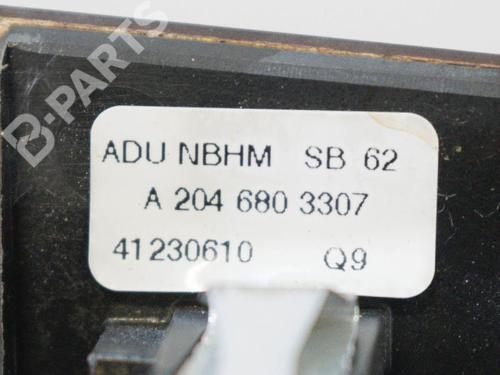 B-PARTS
ADU NBHM SB 62
A 204 680 3307
41230610 Q9